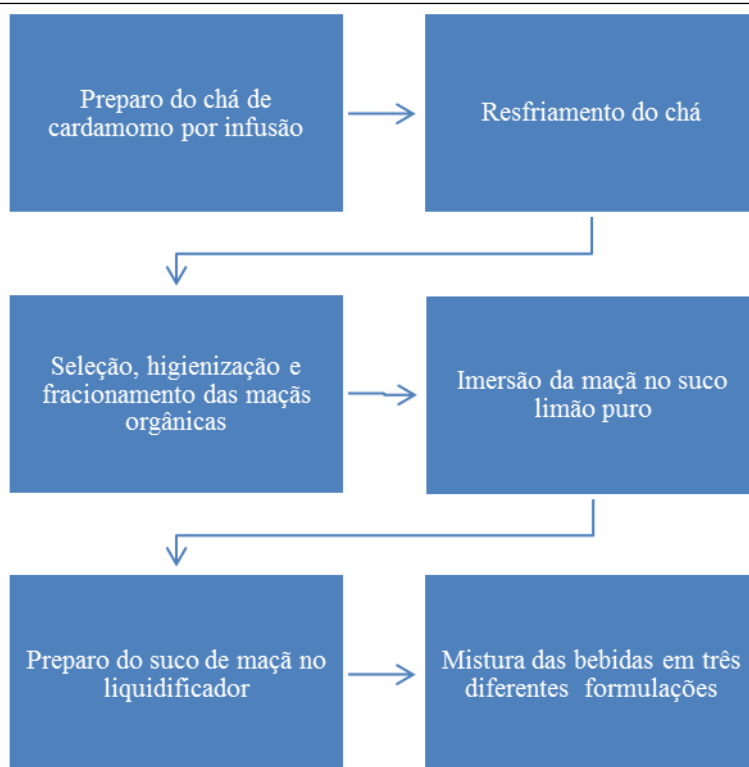 Preparo do chá de
cardamomo por infusão
Resfriamento do chá
Seleção, higienização e
fracionamento das maçãs
orgânicas
Imersão da maçã no suco
limão puro
Preparo do suco de maçã no
liquidificador
Mistura das bebidas em três
diferentes formulações